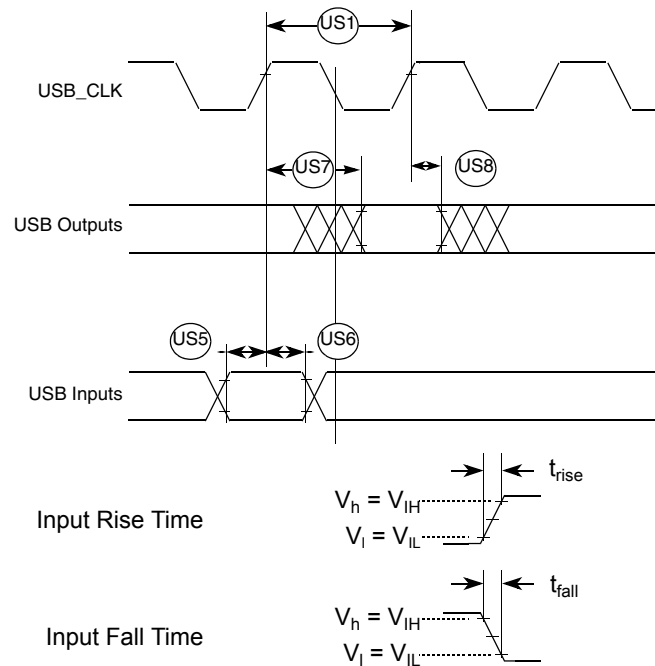 US1
USB_CLK
US7
US8
USB Outputs
US5
US6
USB Inputs
t_rise
V_h = V_IH
Input Rise Time
V_l = V_IL
t_fall
V_h = V_IH
Input Fall Time
V_l = V_IL